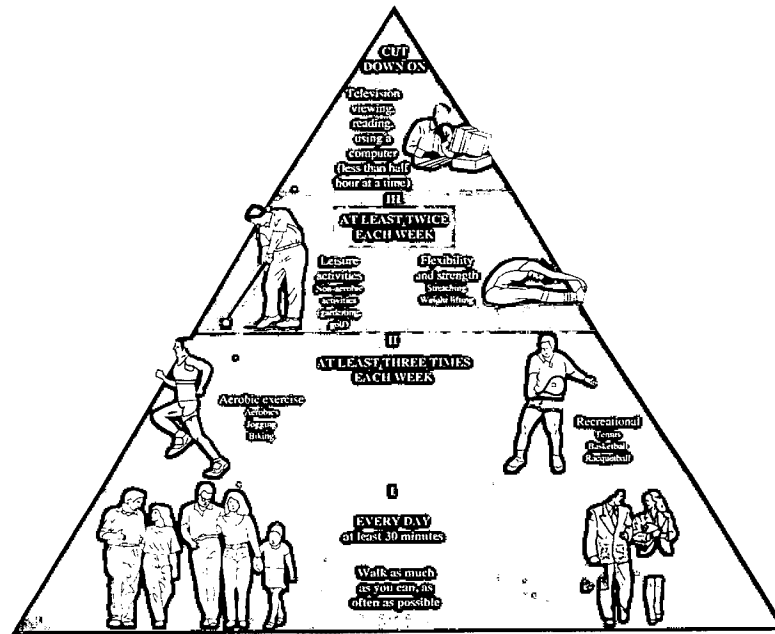 CUT
DOWN ON
Television
viewing,
reading,
using a
computer
(less than half
hour at a time)
III
AT LEAST TWICE
EACH WEEK
Leisure
activities
Non-aerobic
activities
(gardening,
golf)
Flexibility
and strength
Stretching
Weight lifting
II
AT LEAST THREE TIMES
EACH WEEK
Aerobic exercise
Aerobics
Jogging
Biking
Recreational
Tennis
Basketball
Racquetball
I
EVERY DAY
at least 30 minutes
Walk as much
as you can, as
often as possible